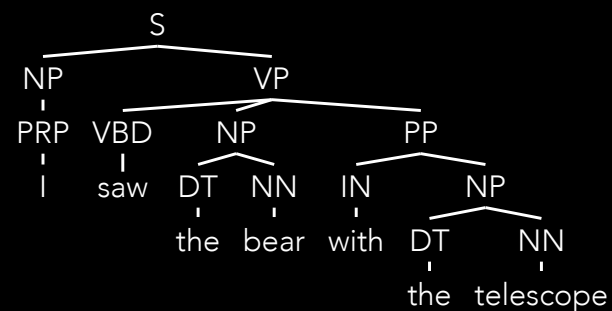 S
NP VP
PRP VBD NP PP
I saw DT NN IN NP
the bear with DT NN
the telescope